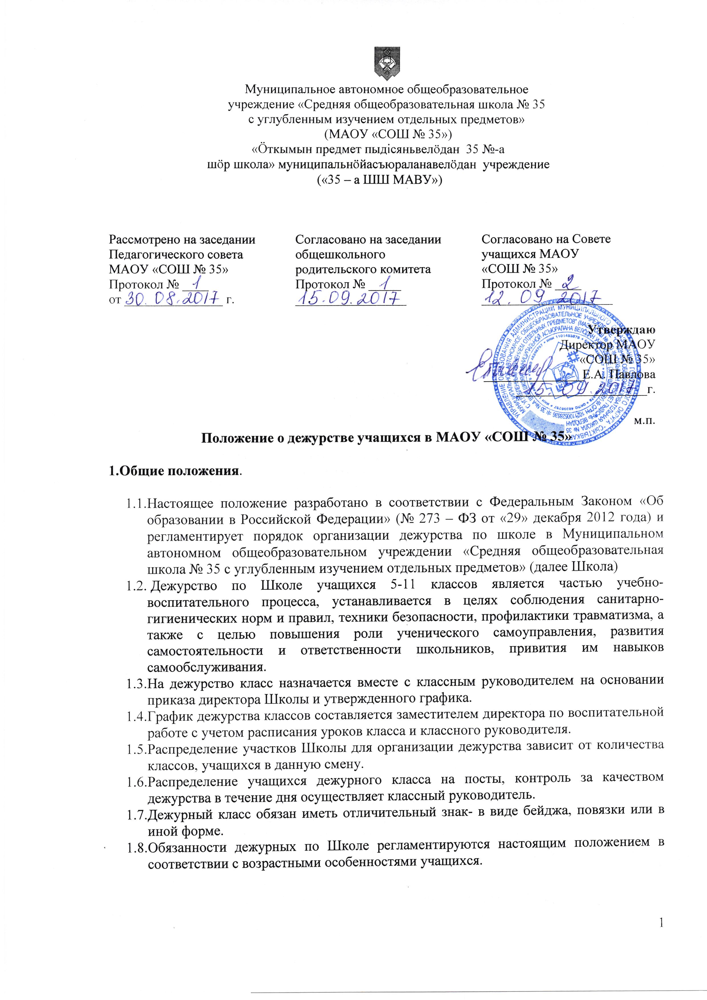 Муниципальное автономное общеобразовательное
учреждение «Средняя общеобразовательная школа № 35
с углубленным изучением отдельных предметов»
(МАОУ «СОШ № 35»)
«Öткымын предмет пыдiсяньвелöдан 35 №-а
шöр школа» муниципальнöйасъюраланавелöдан учреждение
(«35 – а ШШ МАВУ»)
Рассмотрено на заседании
Педагогического совета
МАОУ «СОШ № 35»
Протокол № 1
от 30.08.2017 г.
Согласовано на заседании
общешкольного
родительского комитета
Протокол № 1
15.09.2017
Согласовано на Совете
учащихся МАОУ
«СОШ № 35»
Протокол № 2
12.09 2017
Утверждаю
Директор МАОУ
«СОШ № 35»
Е.А. Павлова
15.09.2017 г.
м.п.
Положение о дежурстве учащихся в МАОУ «СОШ № 35»
1.Общие положения.
1.1.Настоящее положение разработано в соответствии с Федеральным Законом «Об
образовании в Российской Федерации» (№ 273 – ФЗ от «29» декабря 2012 года) и
регламентирует порядок организации дежурства по школе в Муниципальном
автономном общеобразовательном учреждении «Средняя общеобразовательная
школа № 35 с углубленным изучением отдельных предметов» (далее Школа)
1.2. Дежурство по Школе учащихся 5-11 классов является частью учебно-
воспитательного процесса, устанавливается в целях соблюдения санитарно-
гигиенических норм и правил, техники безопасности, профилактики травматизма, а
также с целью повышения роли ученического самоуправления, развития
самостоятельности и ответственности школьников, привития им навыков
самообслуживания.
1.3.На дежурство класс назначается вместе с классным руководителем на основании
приказа директора Школы и утвержденного графика.
1.4.График дежурства классов составляется заместителем директора по воспитательной
работе с учетом расписания уроков класса и классного руководителя.
1.5.Распределение участков Школы для организации дежурства зависит от количества
классов, учащихся в данную смену.
1.6.Распределение учащихся дежурного класса на посты, контроль за качеством
дежурства в течение дня осуществляет классный руководитель.
1.7.Дежурный класс обязан иметь отличительный знак- в виде бейджа, повязки или в
иной форме.
1.8.Обязанности дежурных по Школе регламентируются настоящим положением в
соответствии с возрастными особенностями учащихся.
1